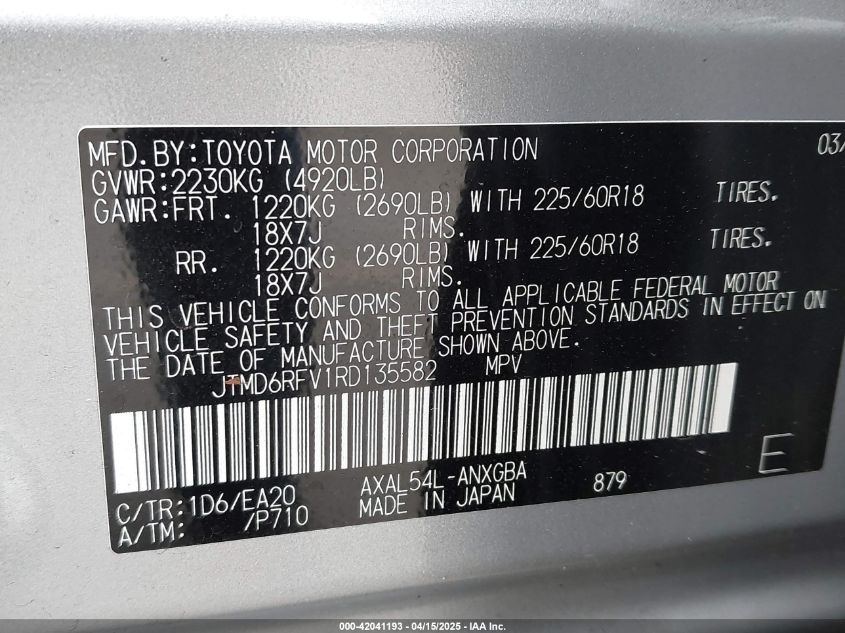 MFD.BY:TOYOTA MOTOR CORPORATION 03/
GVWR:2230KG (4920LB)
GAWR:FRT. 1220KG (2690LB) WITH 225/60R18 TIRES.
18X7J RIMS.
RR. 1220KG (2690LB) WITH 225/60R18 TIRES.
18X7J RIMS.
THIS VEHICLE CONFORMS TO ALL APPLICABLE FEDERAL MOTOR
VEHICLE SAFETY AND THEFT PREVENTION STANDARDS IN EFFECT ON
THE DATE OF MANUFACTURE SHOWN ABOVE.
JTMD6RFV1RD135582 MPV
E
C/TR:1D6/EA20 AXAL54L-ANXGBA 879
A/TM: /P710 MADE IN JAPAN
000-42041193 - 04/15/2025 - IAA Inc.